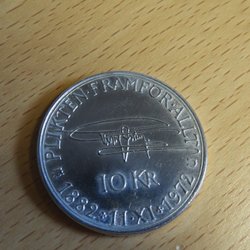 PLIKTEN·FRAMFÖR·ALLT
10 KR
1882·11·XI·1972